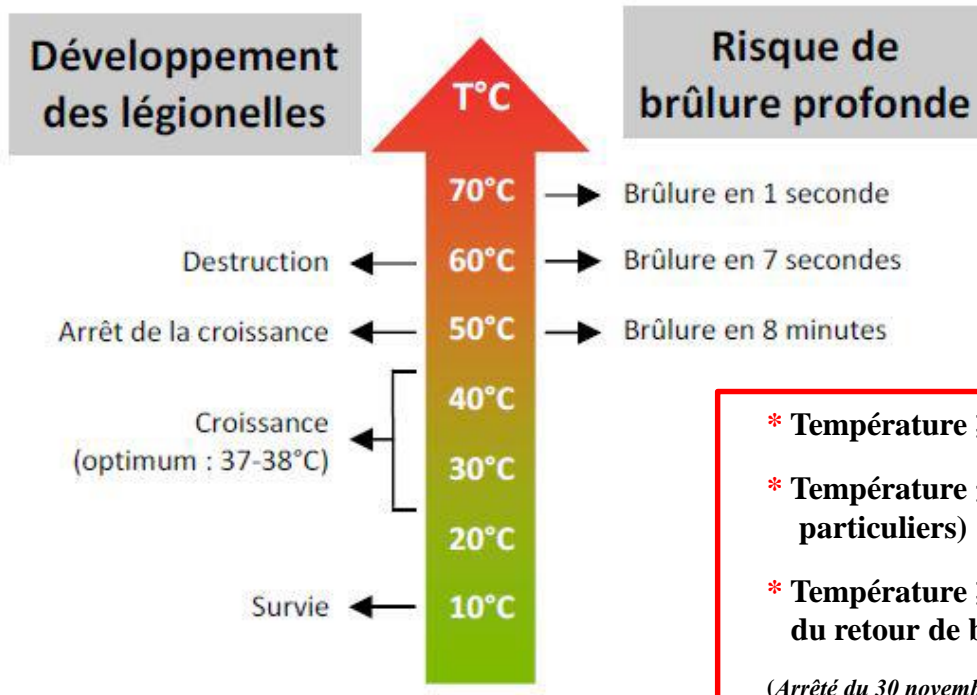 Développement
des légionelles
T°C
Risque de
brûlure profonde
70°C
Brûlure en 1 seconde
Destruction
60°C
Brûlure en 7 secondes
Arrêt de la croissance
50°C
Brûlure en 8 minutes
40°C
Croissance
(optimum : 37-38°C)
30°C
20°C
Survie
10°C
* Température
* Température
particuliers)
* Température
du retour de
(Arrêté du 30